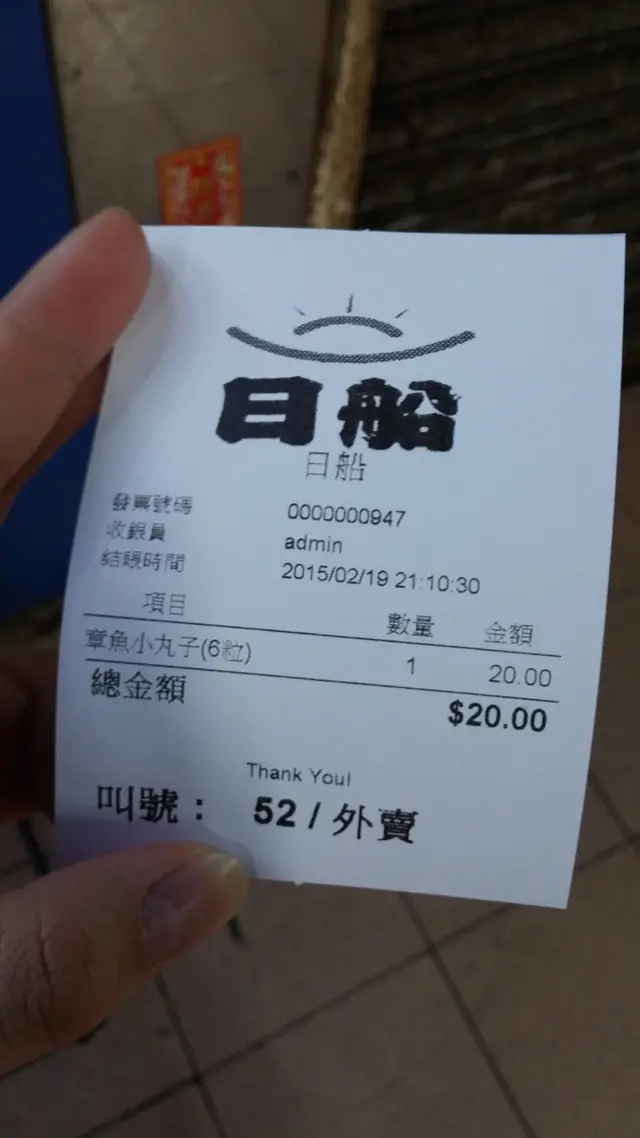 日船
日船
發票號碼 0000000947
收銀員 admin
結賬時間 2015/02/19 21:10:30
項目 數量 金額
章魚小丸子(6粒) 1 20.00
總金額 $20.00
Thank You!
叫號： 52 / 外賣